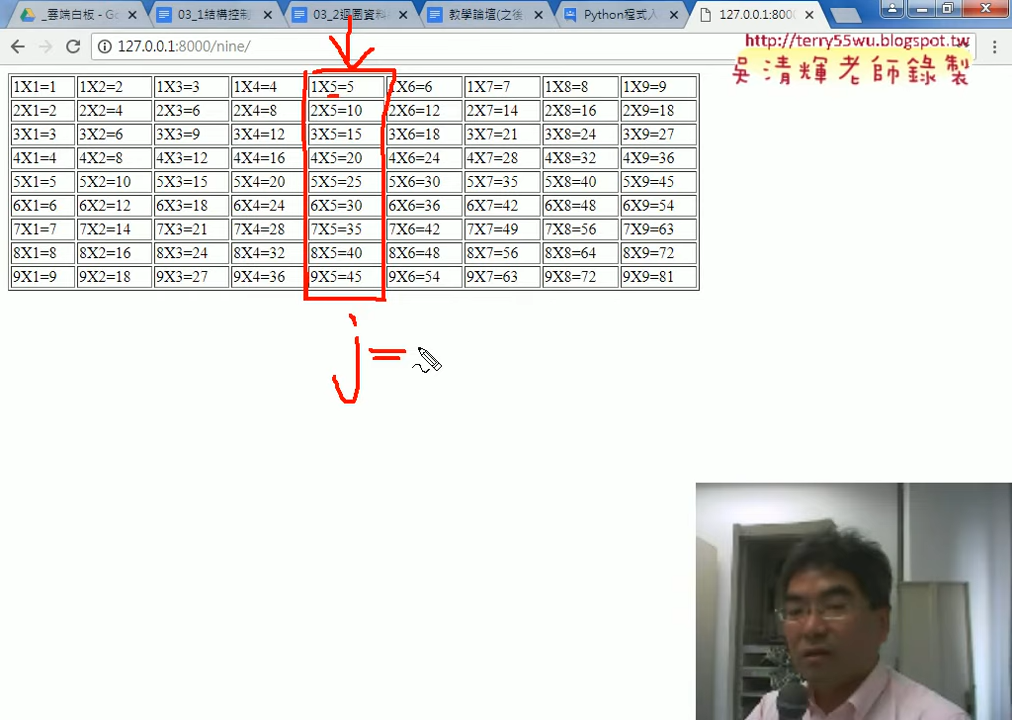 _雲端白板 - Go
03_1結構控制
03_2迴圈資料
教學論壇(之後
Python程式入
127.0.0.1:8000
127.0.0.1:8000/nine/
http://terry55wu.blogspot.tw
吳清輝老師錄製
1X1=1 1X2=2 1X3=3 1X4=4 1X5=5 1X6=6 1X7=7 1X8=8 1X9=9
2X1=2 2X2=4 2X3=6 2X4=8 2X5=10 2X6=12 2X7=14 2X8=16 2X9=18
3X1=3 3X2=6 3X3=9 3X4=12 3X5=15 3X6=18 3X7=21 3X8=24 3X9=27
4X1=4 4X2=8 4X3=12 4X4=16 4X5=20 4X6=24 4X7=28 4X8=32 4X9=36
5X1=5 5X2=10 5X3=15 5X4=20 5X5=25 5X6=30 5X7=35 5X8=40 5X9=45
6X1=6 6X2=12 6X3=18 6X4=24 6X5=30 6X6=36 6X7=42 6X8=48 6X9=54
7X1=7 7X2=14 7X3=21 7X4=28 7X5=35 7X6=42 7X7=49 7X8=56 7X9=63
8X1=8 8X2=16 8X3=24 8X4=32 8X5=40 8X6=48 8X7=56 8X8=64 8X9=72
9X1=9 9X2=18 9X3=27 9X4=36 9X5=45 9X6=54 9X7=63 9X8=72 9X9=81
j=